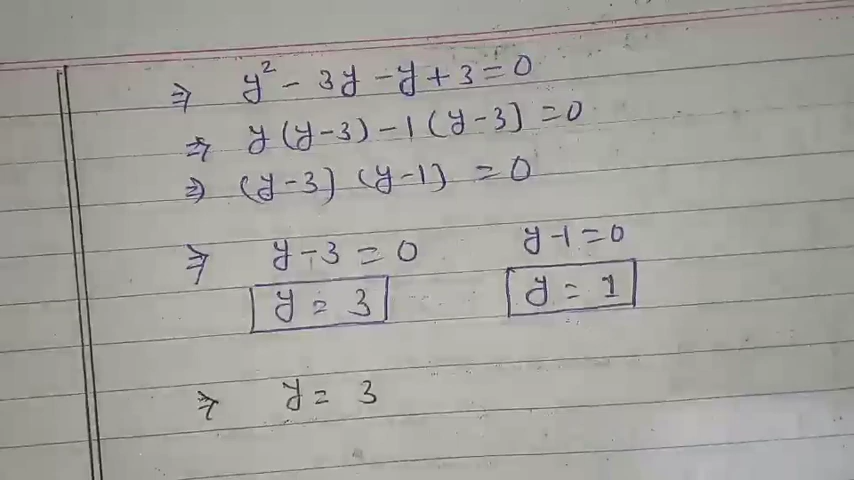 ⇒ y² - 3y - y + 3 = 0
⇒ y (y-3) - 1 (y-3) = 0
⇒ (y-3) (y-1) = 0
⇒ y - 3 = 0 y - 1 = 0
y = 3 y = 1
⇒ y = 3